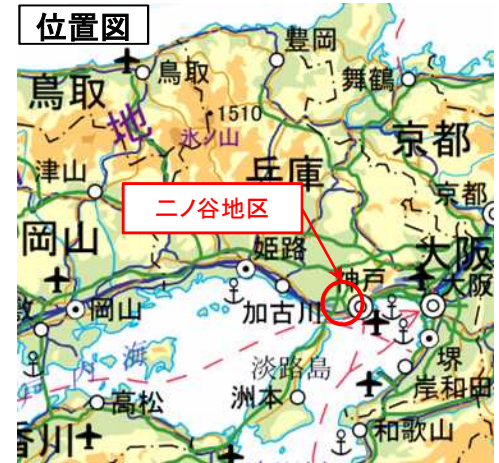 位置図
豊岡
鳥取
舞鶴
鳥取
地
1510
氷ノ山
京都
兵庫
津山
京都
二ノ谷地区
岡山
姫路
神戸
大阪
大阪
岡山
加古川
海
淡路島
堺
洲本
岸和田
高松
香川
和歌山